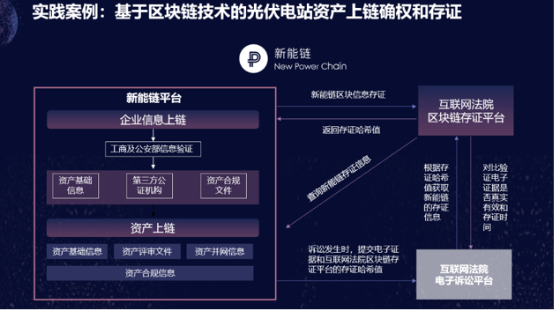 实践案例：基于区块链技术的光伏电站资产上链确权和存证
新能链
New Power Chain
新能链平台
企业信息上链
工商及公安部信息验证
资产基础
信息
第三方公
证机构
资产合规
文件
资产上链
资产基础信息
资产评审文件
资产并网信息
资产合规信息
新能链区块信息存证
返回存证哈希值
查询新能链存证信息
互联网法院
区块链存证平台
根据存
证哈希
值获取
新能链
的存证
信息
对比验
证电子
证据是
否真实
有效和
存证时
间
诉讼发生时，提交电子证
据和互联网法院区块链存
证平台的存证哈希值
互联网法院
电子诉讼平台